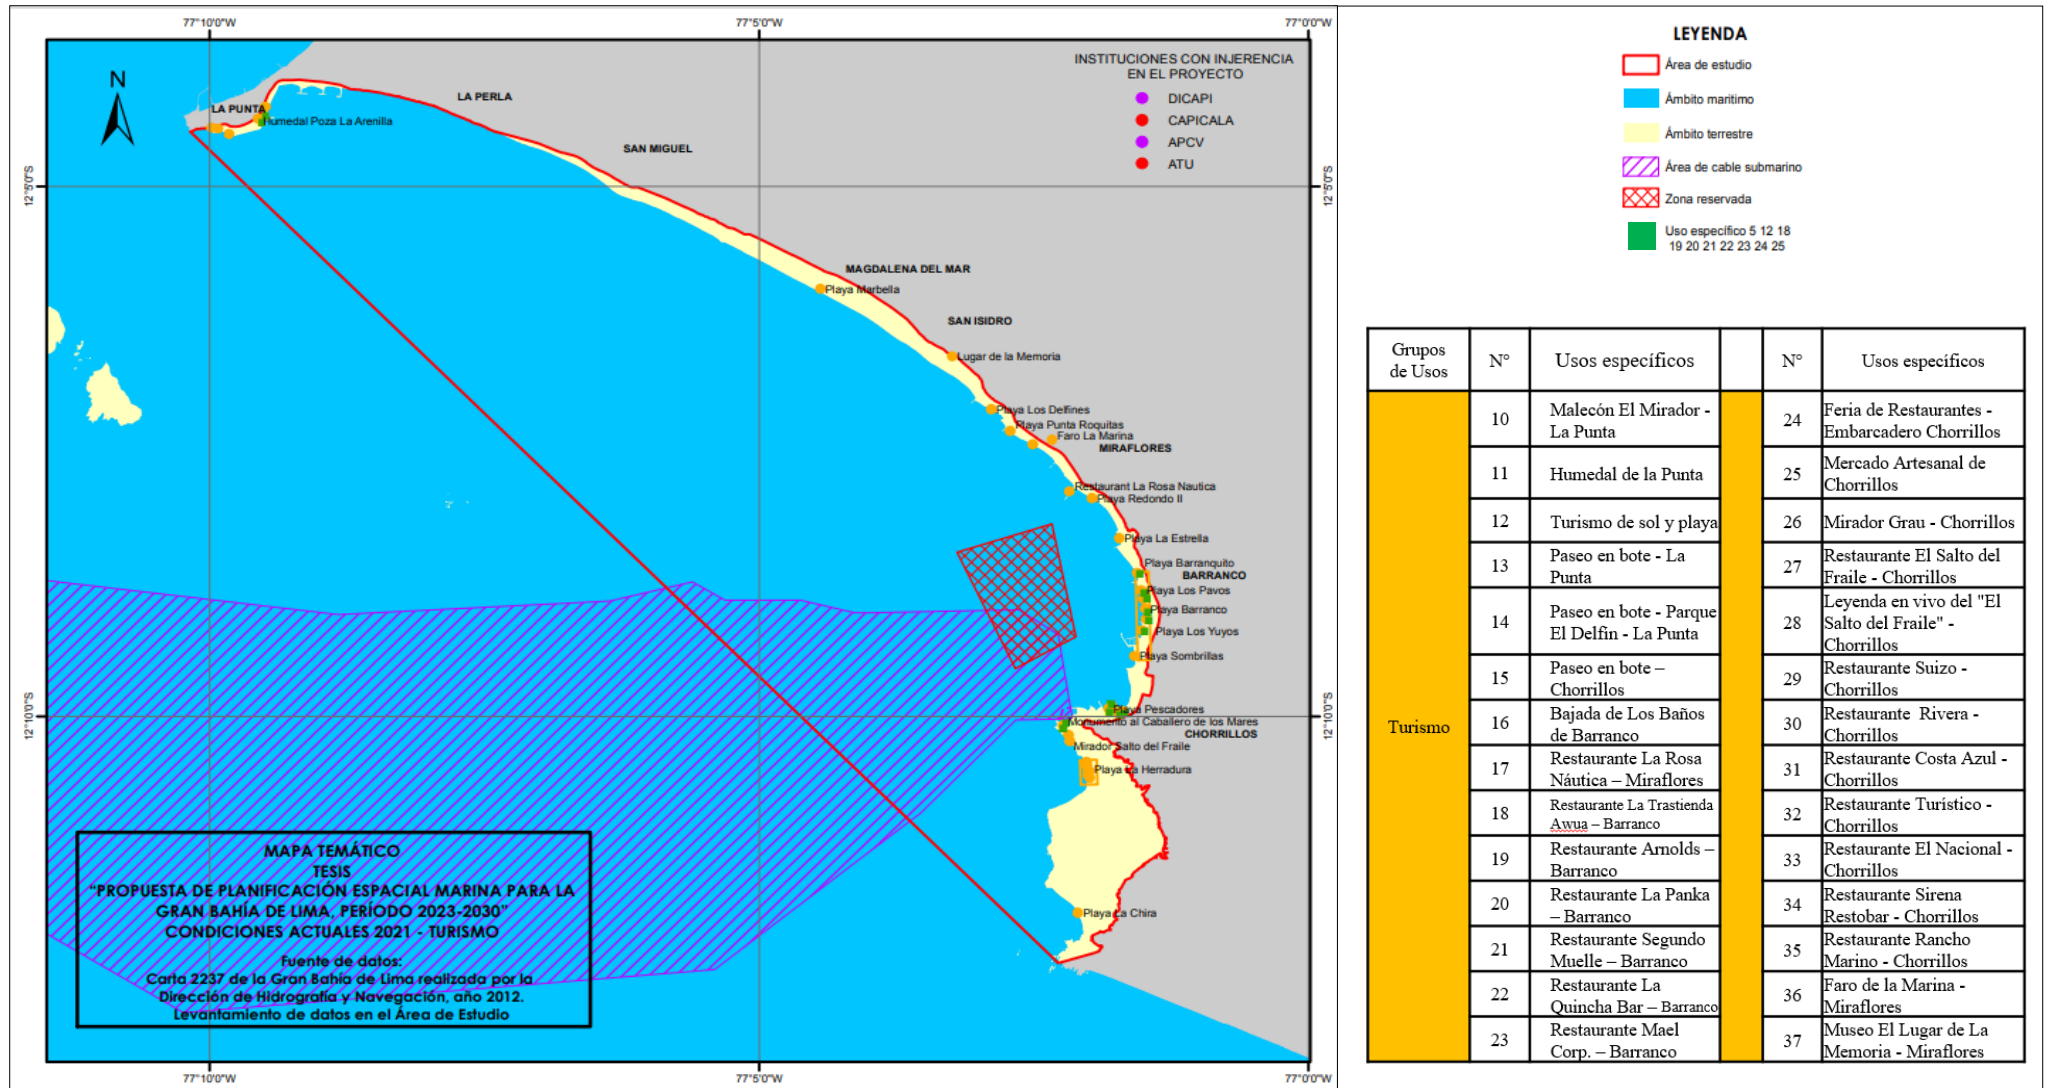 77°10'0"W
77°5'0"W
77°0'0"W
12°5'0"S
12°5'0"S
12°10'0"S
12°10'0"S
77°10'0"W
77°5'0"W
77°0'0"W
N
INSTITUCIONES CON INJERENCIA
EN EL PROYECTO
DICAPI
CAPICALA
APCV
ATU
LA PUNTA
Humedal Poza La Arenilla
LA PERLA
SAN MIGUEL
MAGDALENA DEL MAR
Playa Marbella
SAN ISIDRO
Lugar de la Memoria
Playa Los Delfines
Playa Punta Roquitas
Faro La Marina
MIRAFLORES
Restaurant La Rosa Nautica
Playa Redondo II
Playa La Estrella
Playa Barranquito
BARRANCO
Playa Los Pavos
Playa Barranco
Playa Los Yuyos
Playa Sombrillas
Playa Pescadores
Monumento al Caballero de los Mares
CHORRILLOS
Mirador Salto del Fraile
Playa La Herradura
Playa La Chira
MAPA TEMÁTICO
TESIS
"PROPUESTA DE PLANIFICACIÓN ESPACIAL MARINA PARA LA
GRAN BAHÍA DE LIMA, PERÍODO 2023-2030"
CONDICIONES ACTUALES 2021 - TURISMO
Fuente de datos:
Carta 2237 de la Gran Bahía de Lima realizada por la
Dirección de Hidrografía y Navegación, año 2012.
Levantamiento de datos en el Área de Estudio
LEYENDA
Área de estudio
Ámbito maritimo
Ámbito terrestre
Área de cable submarino
Zona reservada
Uso específico 5 12 18
19 20 21 22 23 24 25
Grupos
de Usos
N°
Usos específicos
N°
Usos específicos
Turismo
10
Malecón El Mirador -
La Punta
24
Feria de Restaurantes -
Embarcadero Chorrillos
11
Humedal de la Punta
25
Mercado Artesanal de
Chorrillos
12
Turismo de sol y playa
26
Mirador Grau - Chorrillos
13
Paseo en bote - La
Punta
27
Restaurante El Salto del
Fraile - Chorrillos
14
Paseo en bote - Parque
El Delfín - La Punta
28
Leyenda en vivo del "El
Salto del Fraile" -
Chorrillos
15
Paseo en bote –
Chorrillos
29
Restaurante Suizo -
Chorrillos
16
Bajada de Los Baños
de Barranco
30
Restaurante Rivera -
Chorrillos
17
Restaurante La Rosa
Náutica – Miraflores
31
Restaurante Costa Azul -
Chorrillos
18
Restaurante La Trastienda
Awua – Barranco
32
Restaurante Turístico -
Chorrillos
19
Restaurante Arnolds –
Barranco
33
Restaurante El Nacional -
Chorrillos
20
Restaurante La Panka
– Barranco
34
Restaurante Sirena
Restobar - Chorrillos
21
Restaurante Segundo
Muelle – Barranco
35
Restaurante Rancho
Marino - Chorrillos
22
Restaurante La
Quincha Bar – Barranco
36
Faro de la Marina -
Miraflores
23
Restaurante Mael
Corp. – Barranco
37
Museo El Lugar de La
Memoria - Miraflores